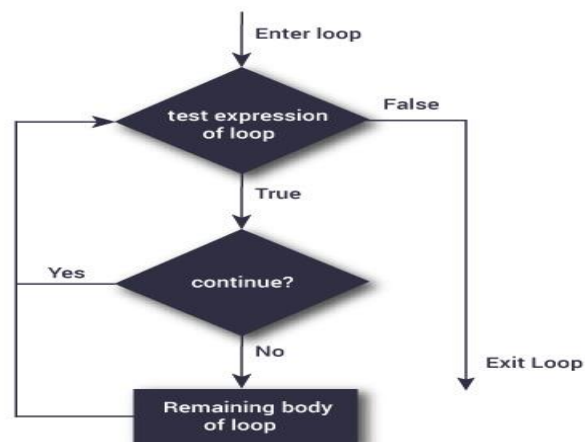 Enter loop
test expression
of loop
False
True
Yes
continue?
No
Exit Loop
Remaining body
of loop